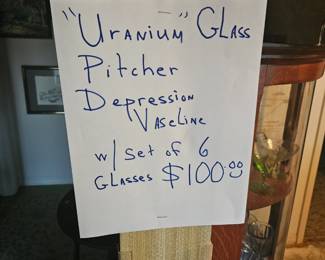 "Uranium" Glass
Pitcher
Depression
Vaseline
w/ Set of 6
Glasses $100.00